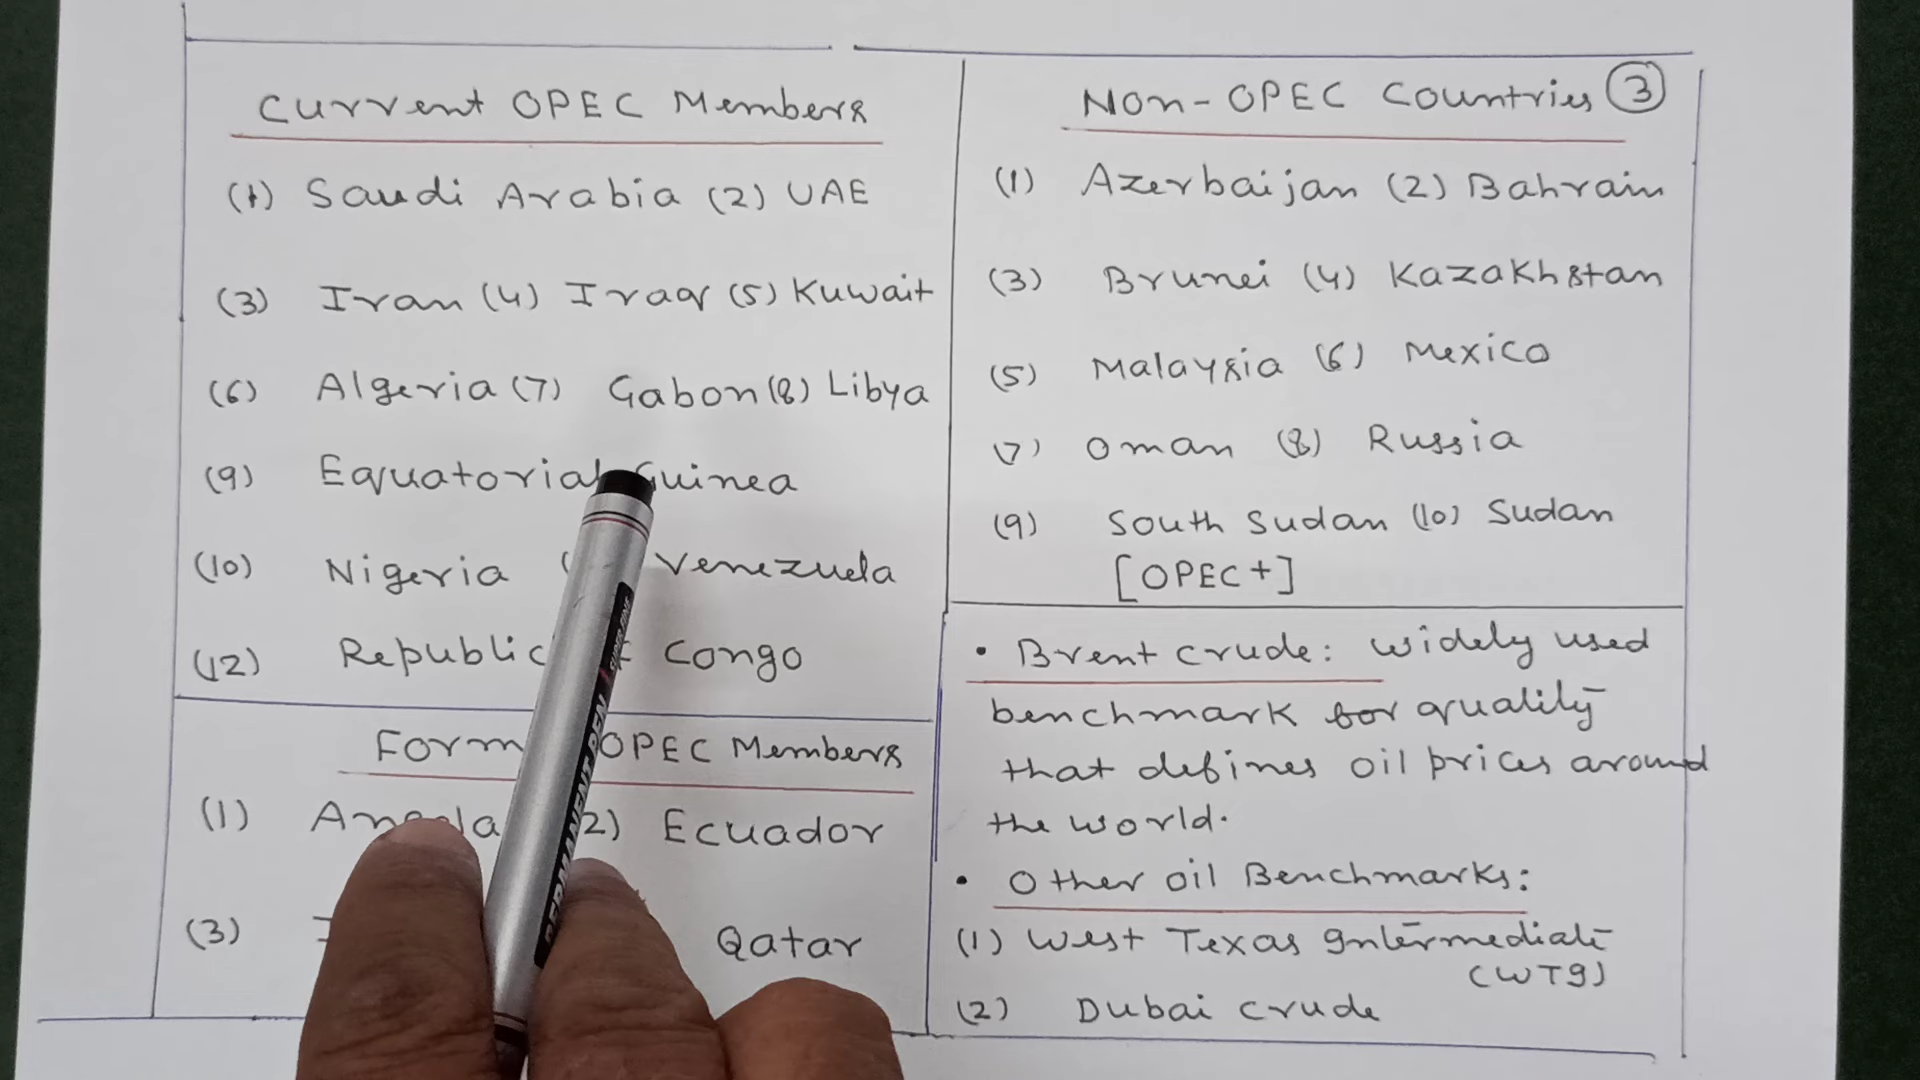 Current OPEC Members
(1) Saudi Arabia (2) UAE
(3) Iran (4) Iraq (5) Kuwait
(6) Algeria (7) Gabon (8) Libya
(9) Equatorial Guinea
(10) Nigeria Venezuela
(12) Republic Congo
OPEC Members
(1) Angola (2) Ecuador
(3) Qatar
Non-OPEC Countries (3)
(1) Azerbaijan (2) Bahrain
(3) Brunei (4) Kazakhstan
(5) Malaysia (6) Mexico
(7) Oman (8) Russia
(9) South Sudan (10) Sudan
[OPEC+]
• Brent crude: widely used
benchmark for quality
that defines oil prices around
the world.
• Other oil Benchmarks:
(1) West Texas Intermediate
(WTI)
(2) Dubai crude
PERMANENT PEN